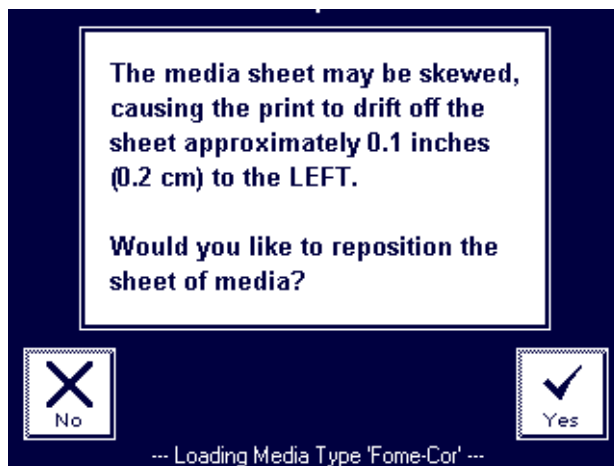 The media sheet may be skewed,
causing the print to drift off the
sheet approximately 0.1 inches
(0.2 cm) to the LEFT.
Would you like to reposition the
sheet of media?
No
Yes
--- Loading Media Type 'Fome-Cor' ---